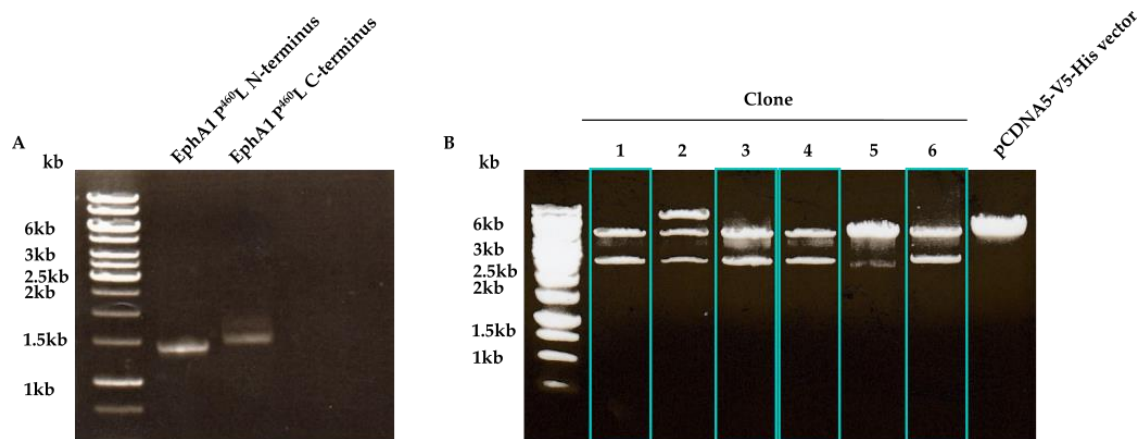 A
kb
EphA1 P⁴⁶⁰L N-terminus
EphA1 P⁴⁶⁰L C-terminus
6kb
3kb
2.5kb
2kb
1.5kb
1kb
B
kb
Clone
1 2 3 4 5 6
pCDNA5-V5-His vector
6kb
3kb
2.5kb
2kb
1.5kb
1kb